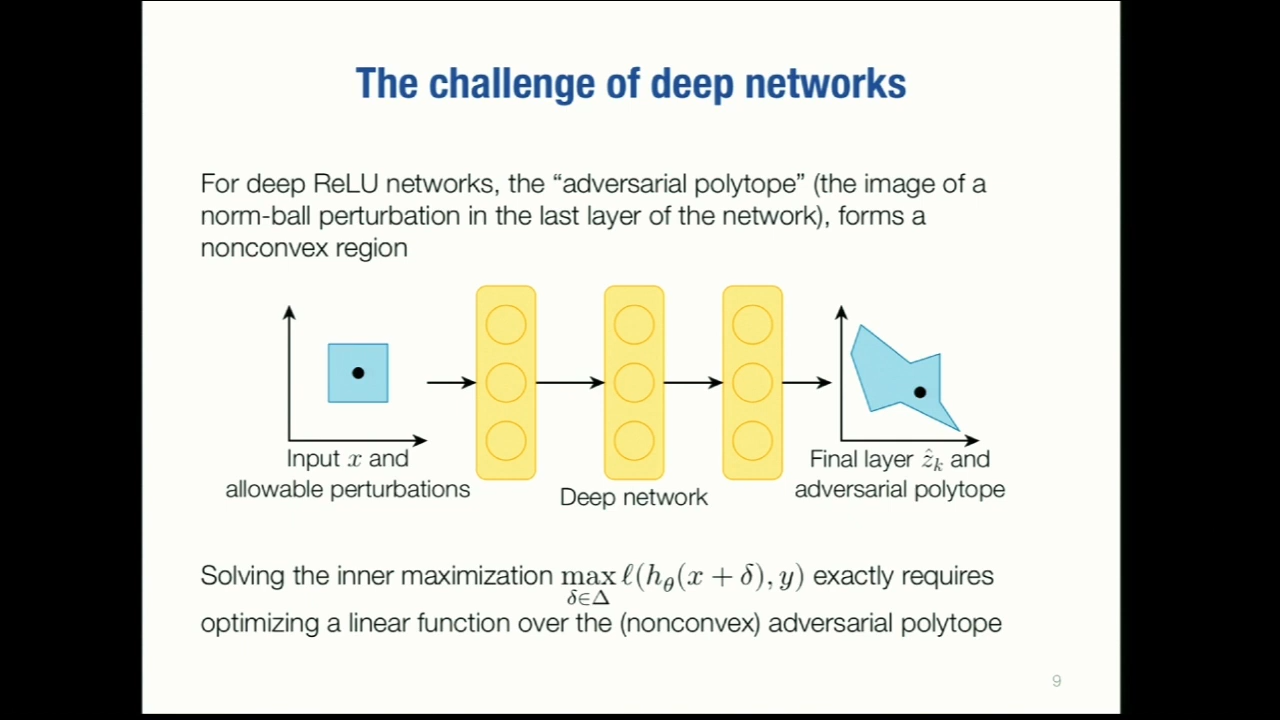 The challenge of deep networks
For deep ReLU networks, the “adversarial polytope” (the image of a
norm-ball perturbation in the last layer of the network), forms a
nonconvex region
Input x and
allowable perturbations
Deep network
Final layer ẑₖ and
adversarial polytope
Solving the inner maximization max ℓ(hθ(x + δ), y) exactly requires
δ∈Δ
optimizing a linear function over the (nonconvex) adversarial polytope
9